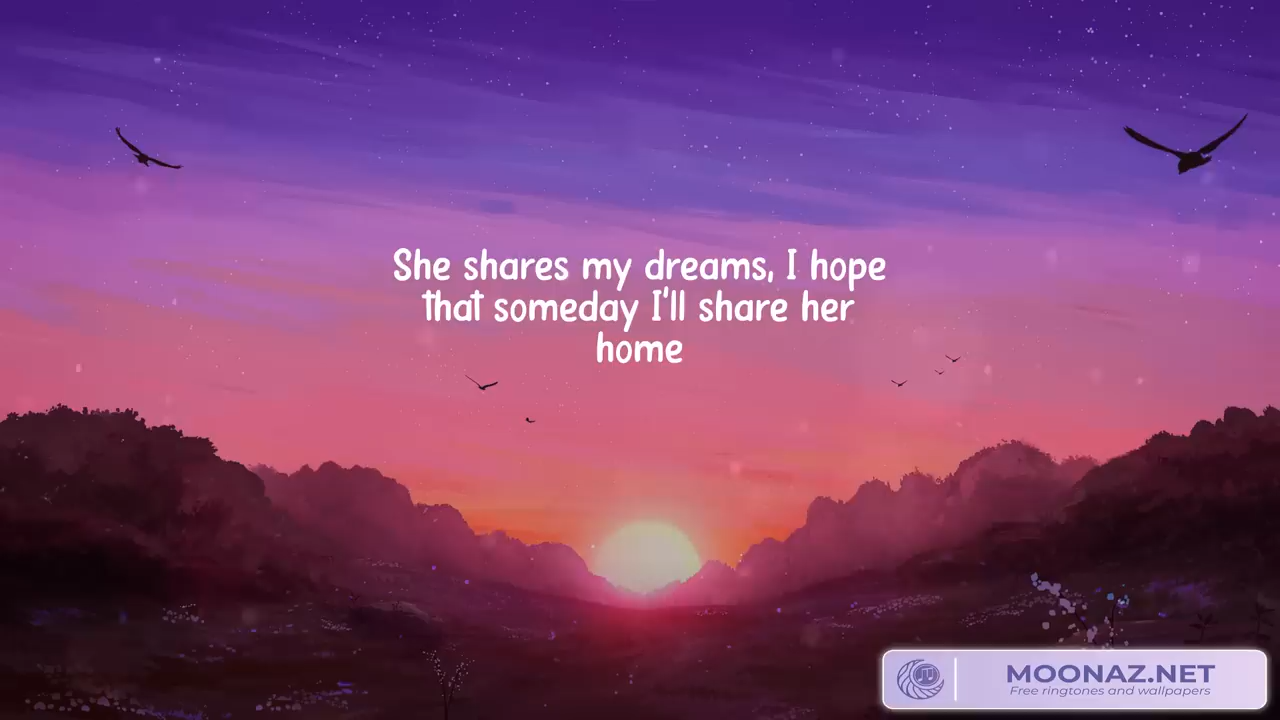 She shares my dreams, I hope
that someday I'll share her
home
MOONAZ.NET
Free ringtones and wallpapers